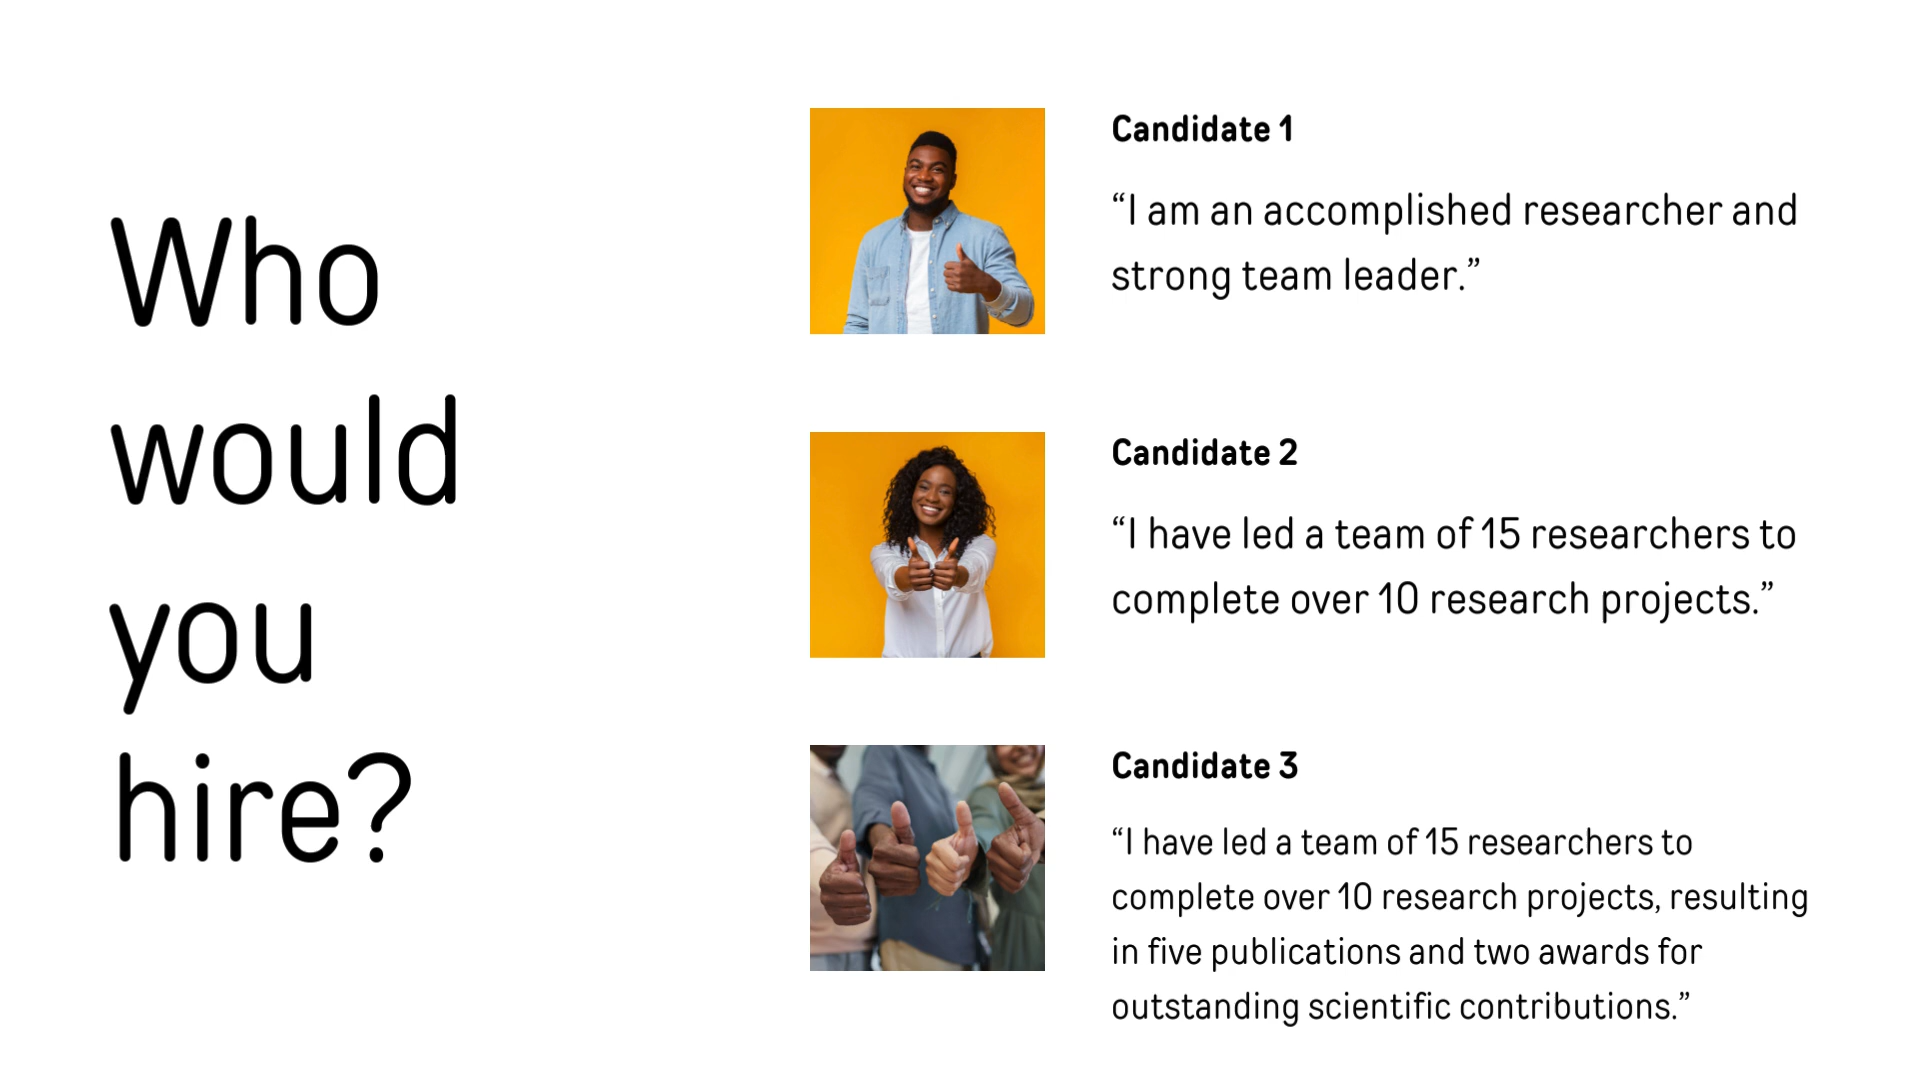 Who
would
you
hire?
Candidate 1
“I am an accomplished researcher and
strong team leader.”
Candidate 2
“I have led a team of 15 researchers to
complete over 10 research projects.”
Candidate 3
“I have led a team of 15 researchers to
complete over 10 research projects, resulting
in five publications and two awards for
outstanding scientific contributions.”